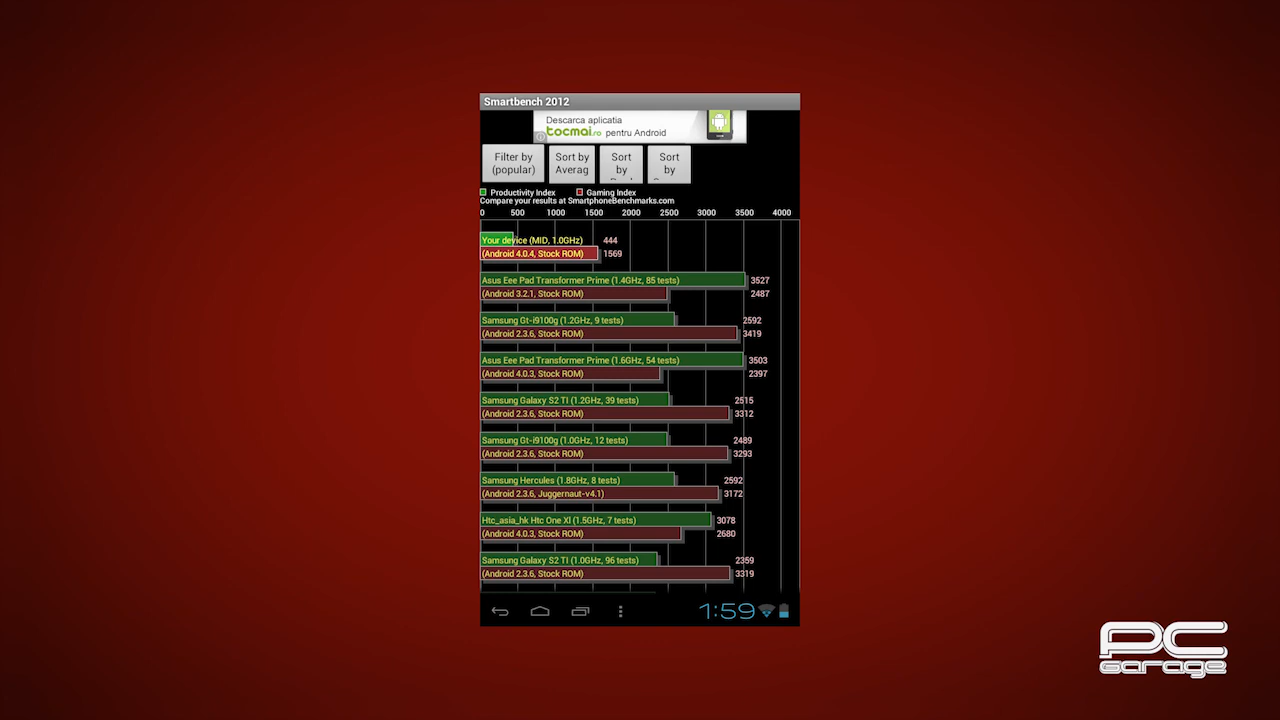 Smartbench 2012
Descarca aplicatia
tocmai.ro pentru Android
Filter by
(popular)
Sort by
Averag
Sort
by
Sort
by
Productivity Index
Gaming Index
Compare your results at SmartphoneBenchmarks.com
0 500 1000 1500 2000 2500 3000 3500 4000
Your device (MID, 1.0GHz) 444
(Android 4.0.4, Stock ROM) 1569
Asus Eee Pad Transformer Prime (1.4GHz, 85 tests) 3527
(Android 3.2.1, Stock ROM) 2487
Samsung Gt-i9100g (1.2GHz, 9 tests) 2592
(Android 2.3.6, Stock ROM) 3419
Asus Eee Pad Transformer Prime (1.6GHz, 54 tests) 3503
(Android 4.0.3, Stock ROM) 2397
Samsung Galaxy S2 TI (1.2GHz, 39 tests) 2515
(Android 2.3.6, Stock ROM) 3312
Samsung Gt-i9100g (1.0GHz, 12 tests) 2489
(Android 2.3.6, Stock ROM) 3293
Samsung Hercules (1.8GHz, 8 tests) 2592
(Android 2.3.6, Juggernaut-v4.1) 3172
Htc_asia_hk Htc One Xl (1.5GHz, 7 tests) 3078
(Android 4.0.3, Stock ROM) 2680
Samsung Galaxy S2 TI (1.0GHz, 96 tests) 2359
(Android 2.3.6, Stock ROM) 3319
1:59
PC
Garage